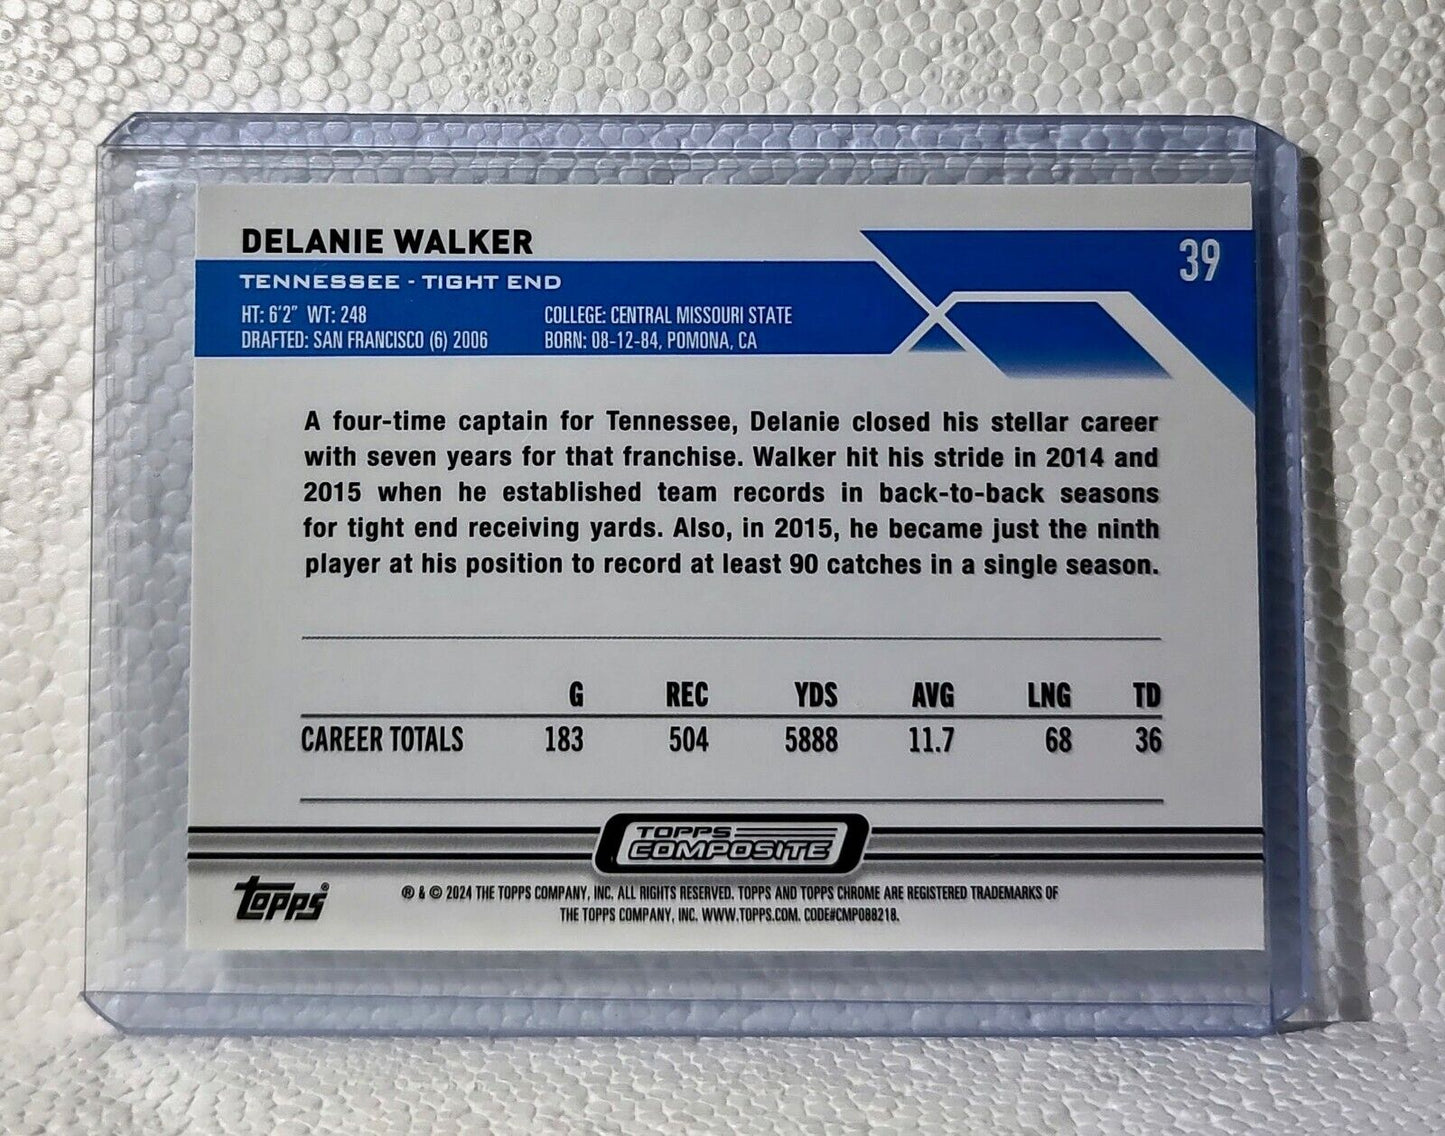 DELANIE WALKER
39
TENNESSEE - TIGHT END
HT: 6'2" WT: 248 COLLEGE: CENTRAL MISSOURI STATE
DRAFTED: SAN FRANCISCO (6) 2006 BORN: 08-12-84, POMONA, CA
A four-time captain for Tennessee, Delanie closed his stellar career
with seven years for that franchise. Walker hit his stride in 2014 and
2015 when he established team records in back-to-back seasons
for tight end receiving yards. Also, in 2015, he became just the ninth
player at his position to record at least 90 catches in a single season.
G REC YDS AVG LNG TD
CAREER TOTALS 183 504 5888 11.7 68 36
TOPPS
COMPOSITE
topps®
® & © 2024 THE TOPPS COMPANY, INC. ALL RIGHTS RESERVED. TOPPS AND TOPPS CHROME ARE REGISTERED TRADEMARKS OF
THE TOPPS COMPANY, INC. WWW.TOPPS.COM. CODE#CMP088218.